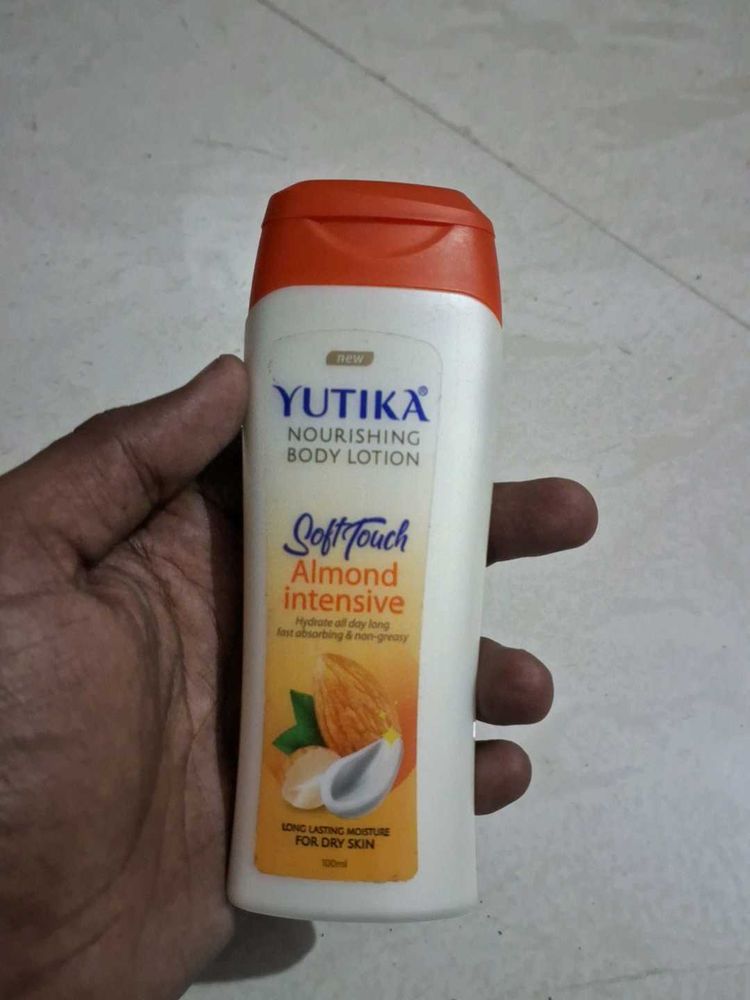 new
YUTIKA®
NOURISHING
BODY LOTION
Soft Touch
Almond
intensive
Hydrate all day long
fast absorbing & non-greasy
LONG LASTING MOISTURE
FOR DRY SKIN
100ml